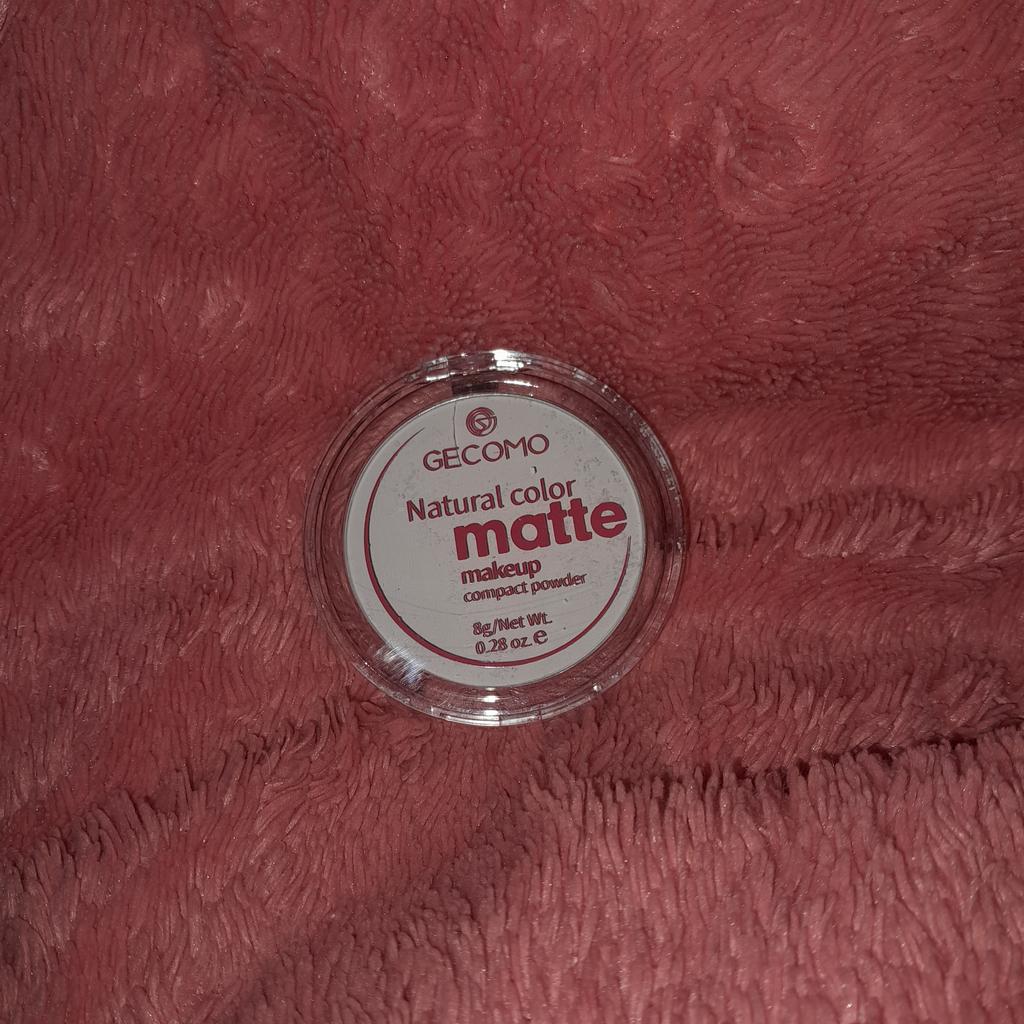 GECOMO
Natural color
matte
makeup
compact powder
8g/Net Wt.
0.28 oz. e